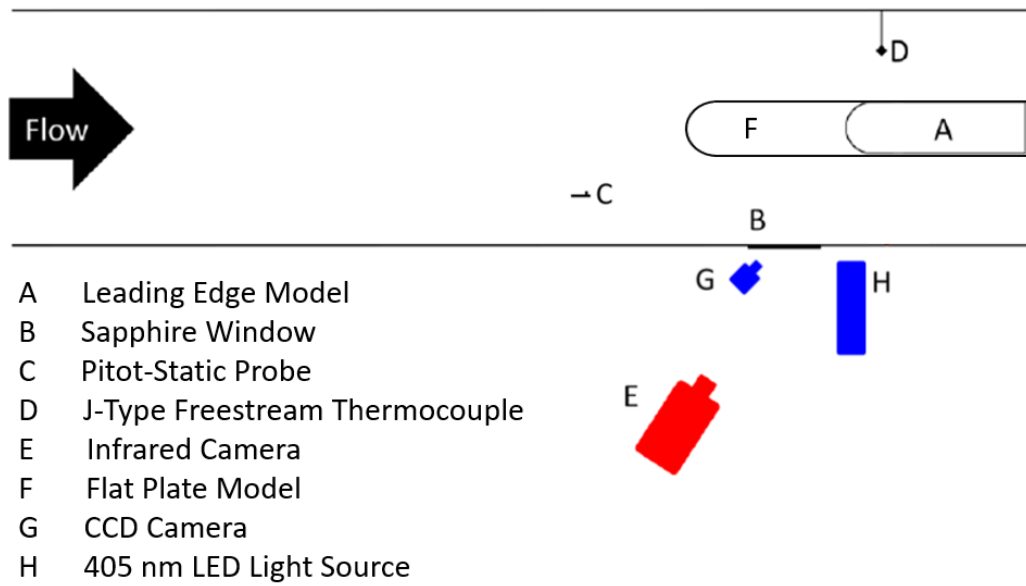 D
Flow
F
A
C
B
G
H
E
A Leading Edge Model
B Sapphire Window
C Pitot-Static Probe
D J-Type Freestream Thermocouple
E Infrared Camera
F Flat Plate Model
G CCD Camera
H 405 nm LED Light Source